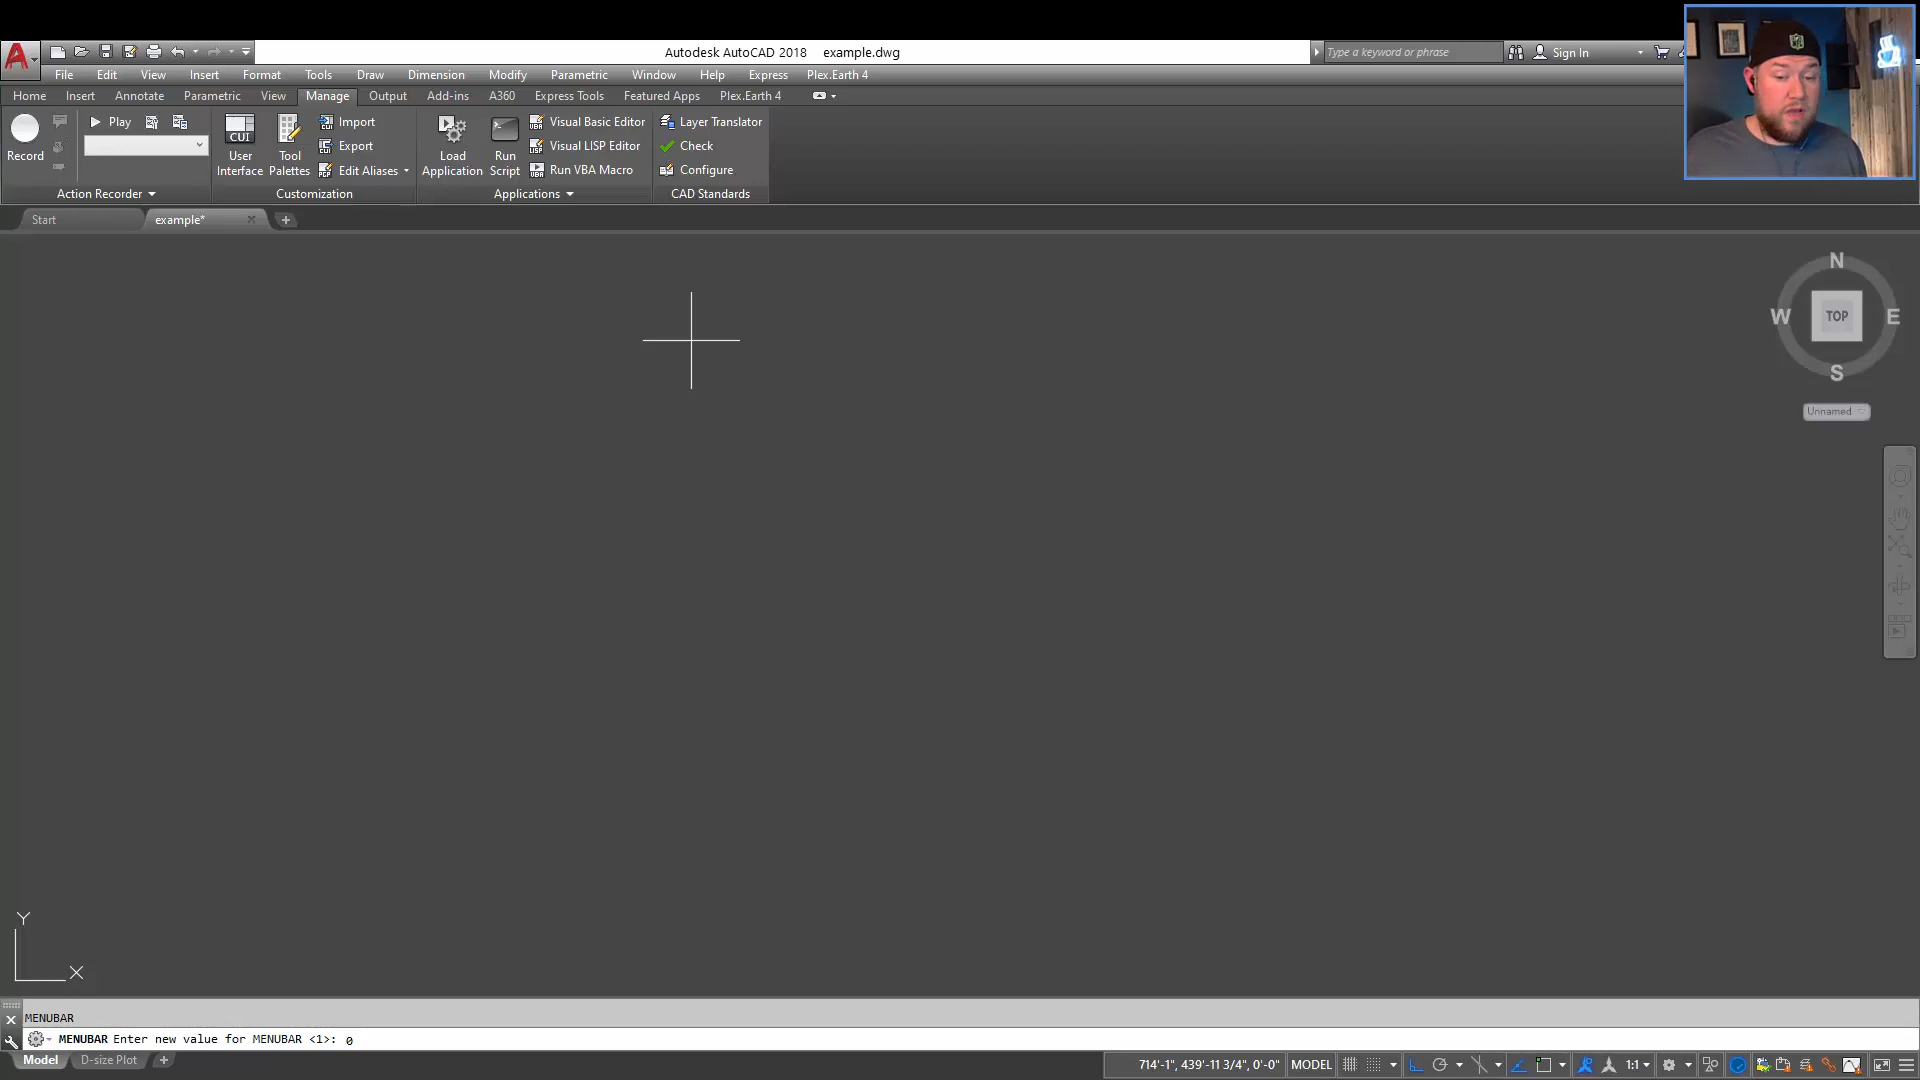 Autodesk AutoCAD 2018 example.dwg
Type a keyword or phrase
Sign In
File Edit View Insert Format Tools Draw Dimension Modify Parametric Window Help Express Plex.Earth 4
Home Insert Annotate Parametric View Manage Output Add-ins A360 Express Tools Featured Apps Plex.Earth 4
Record
Play
Action Recorder
CUI
User Interface
Tool Palettes
Import
Export
Edit Aliases
Customization
Load Application
Run Script
Visual Basic Editor
Visual LISP Editor
Run VBA Macro
Applications
Layer Translator
Check
Configure
CAD Standards
Start
example*
N
W
TOP
E
S
Unnamed
Y
X
MENUBAR
MENUBAR Enter new value for MENUBAR <1>: 0
Model
D-size Plot
714'-1", 439'-11 3/4", 0'-0"
MODEL
1:1